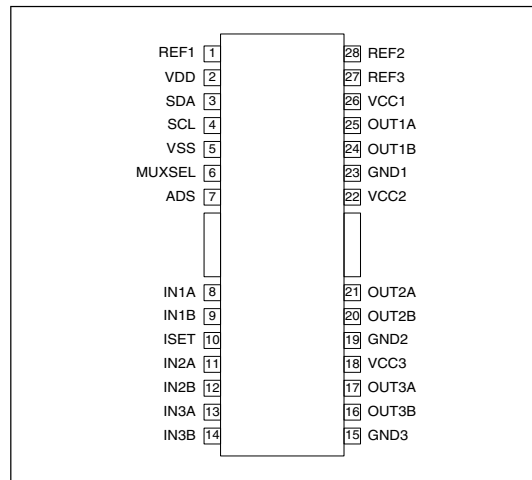 REF1 1 28 REF2
VDD 2 27 REF3
SDA 3 26 VCC1
SCL 4 25 OUT1A
VSS 5 24 OUT1B
MUXSEL 6 23 GND1
ADS 7 22 VCC2
IN1A 8 21 OUT2A
IN1B 9 20 OUT2B
ISET 10 19 GND2
IN2A 11 18 VCC3
IN2B 12 17 OUT3A
IN3A 13 16 OUT3B
IN3B 14 15 GND3